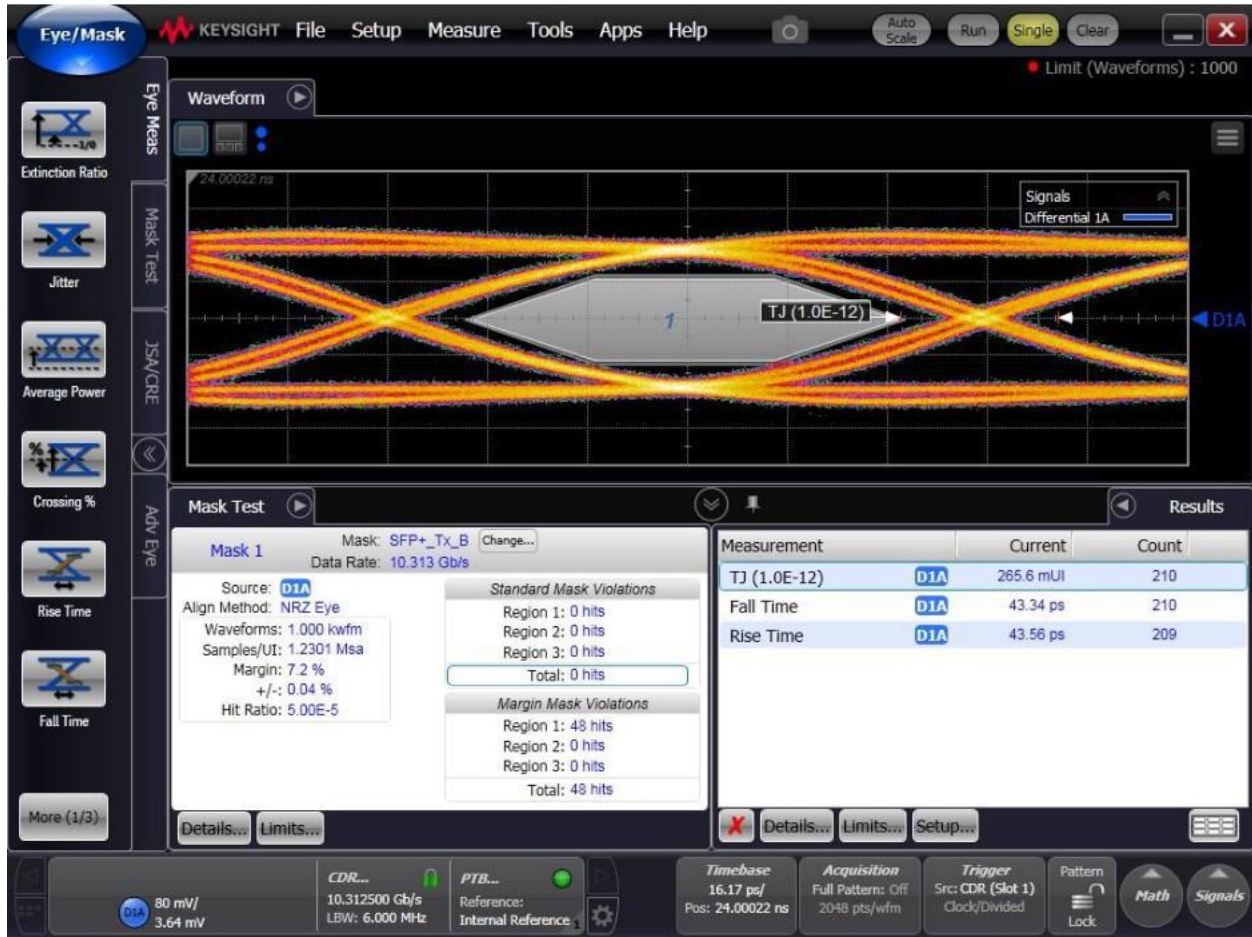 Eye/Mask
KEYSIGHT File Setup Measure Tools Apps Help
Auto
Scale
Run
Single
Clear
Limit (Waveforms) : 1000
Eye Meas
Mask Test
JSA/CRE
Adv Eye
1/0
Extinction Ratio
Jitter
Average Power
%
Crossing %
Rise Time
Fall Time
More (1/3)
Waveform
24.00022 ns
Signals
Differential 1A
1
TJ (1.0E-12)
D1A
Mask Test
Mask 1
Mask: SFP+_Tx_B Change...
Data Rate: 10.313 Gb/s
Source: D1A
Align Method: NRZ Eye
Waveforms: 1.000 kwfm
Samples/UI: 1.2301 Msa
Margin: 7.2 %
+/-: 0.04 %
Hit Ratio: 5.00E-5
Standard Mask Violations
Region 1: 0 hits
Region 2: 0 hits
Region 3: 0 hits
Total: 0 hits
Margin Mask Violations
Region 1: 48 hits
Region 2: 0 hits
Region 3: 0 hits
Total: 48 hits
Details... Limits...
Results
Measurement Current Count
TJ (1.0E-12) D1A 265.6 mUI 210
Fall Time D1A 43.34 ps 210
Rise Time D1A 43.56 ps 209
Details... Limits... Setup...
D1A
80 mV/
3.64 mV
CDR...
10.312500 Gb/s
LBW: 6.000 MHz
PTB...
Reference:
Internal Reference
1
Timebase
16.17 ps/
Pos: 24.00022 ns
Acquisition
Full Pattern: Off
2048 pts/wfm
Trigger
Src: CDR (Slot 1)
Clock/Divided
Pattern
Lock
Math
Signals